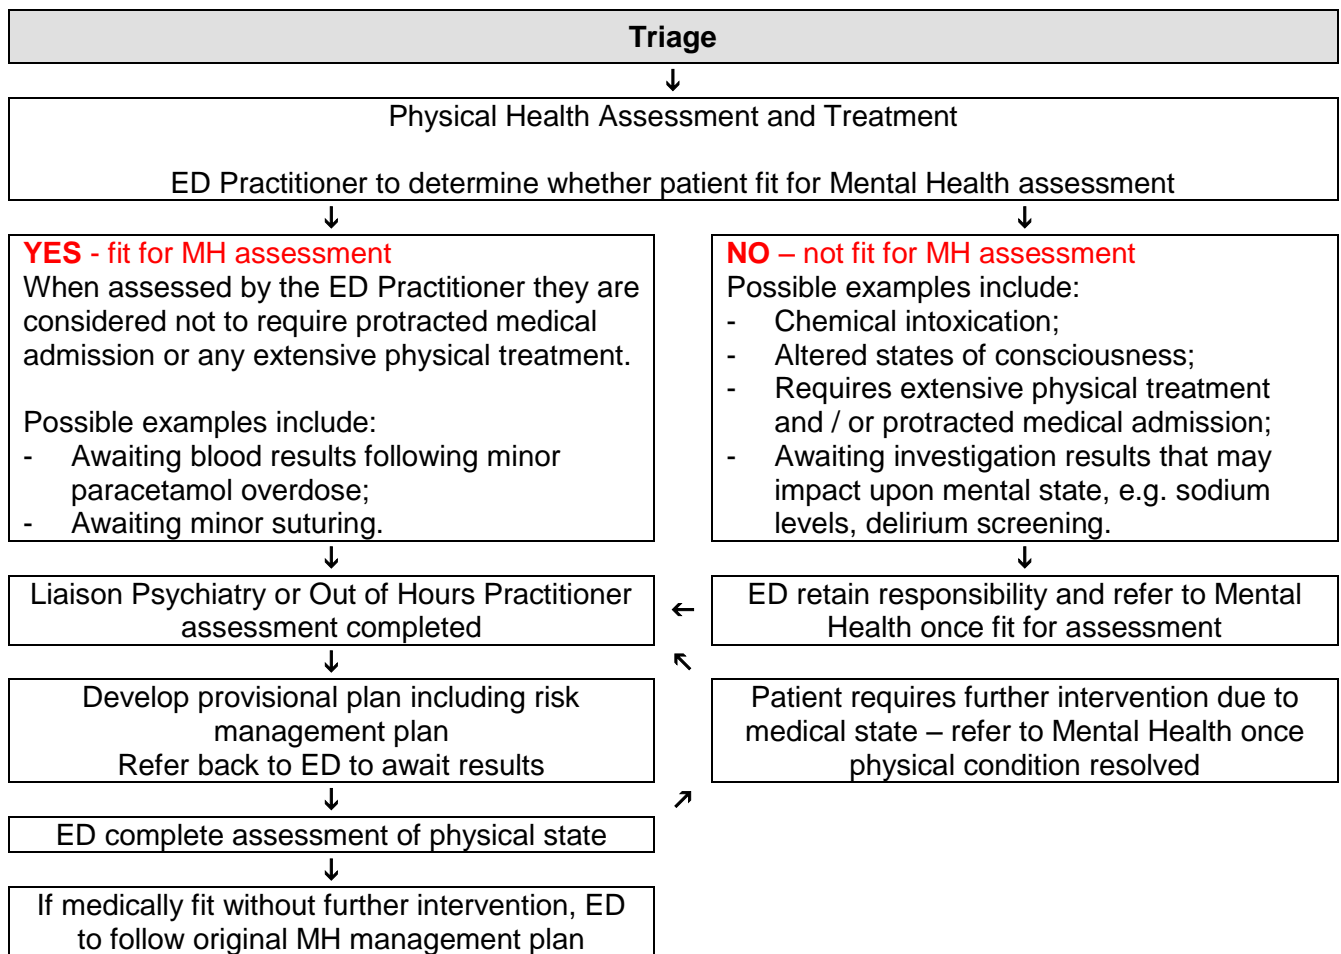 Triage
Physical Health Assessment and Treatment
ED Practitioner to determine whether patient fit for Mental Health assessment
YES - fit for MH assessment
When assessed by the ED Practitioner they are
considered not to require protracted medical
admission or any extensive physical treatment.
Possible examples include:
- Awaiting blood results following minor
paracetamol overdose;
- Awaiting minor suturing.
NO – not fit for MH assessment
Possible examples include:
- Chemical intoxication;
- Altered states of consciousness;
- Requires extensive physical treatment
and / or protracted medical admission;
- Awaiting investigation results that may
impact upon mental state, e.g. sodium
levels, delirium screening.
Liaison Psychiatry or Out of Hours Practitioner
assessment completed
ED retain responsibility and refer to Mental
Health once fit for assessment
Develop provisional plan including risk
management plan
Refer back to ED to await results
Patient requires further intervention due to
medical state – refer to Mental Health once
physical condition resolved
ED complete assessment of physical state
If medically fit without further intervention, ED
to follow original MH management plan